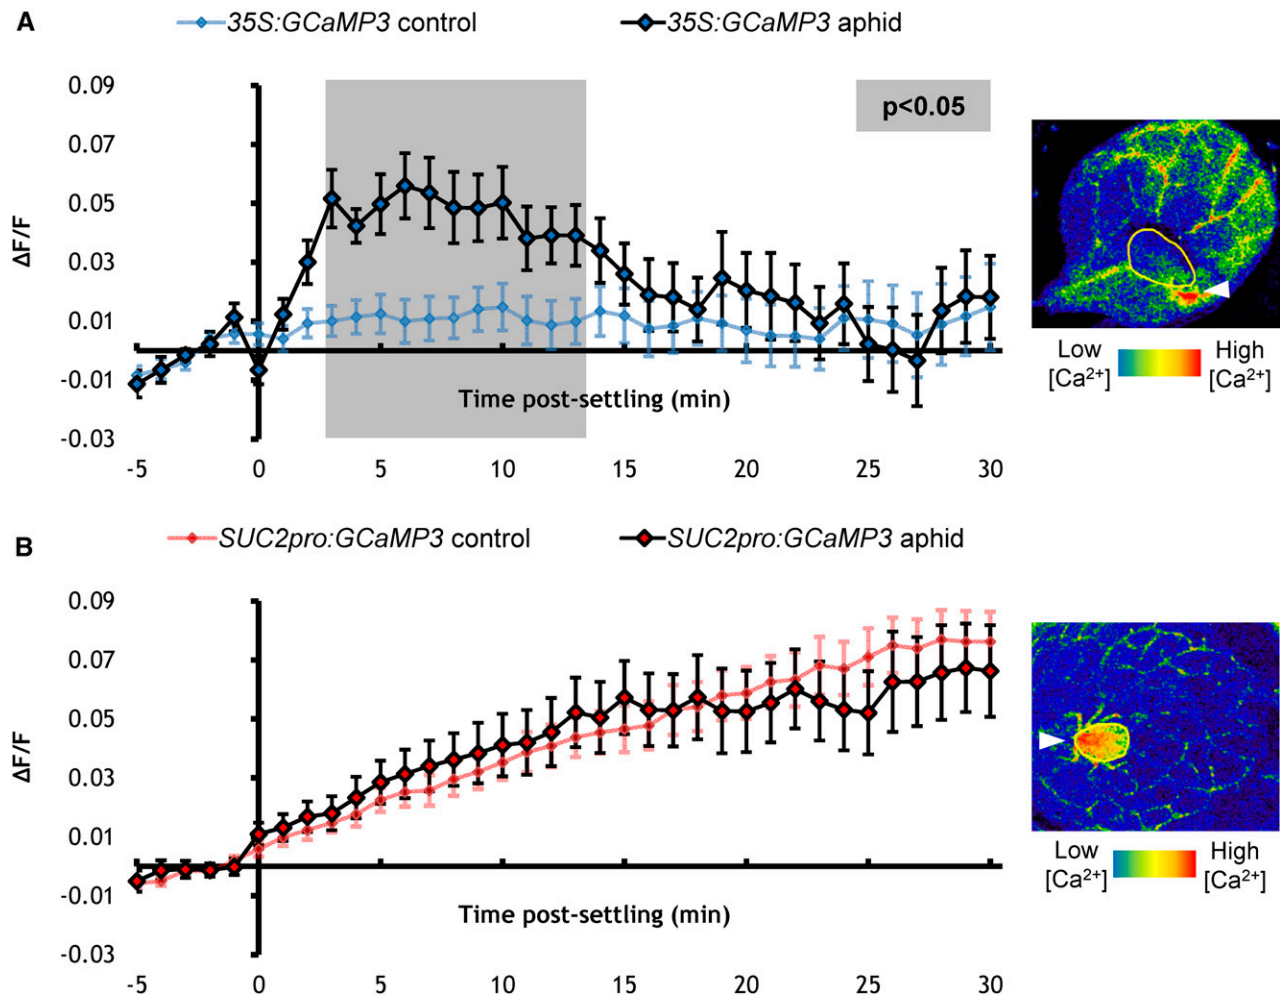 A
35S:GCaMP3 control
35S:GCaMP3 aphid
0.09
0.07
0.05
0.03
0.01
-0.01
-0.03
ΔF/F
p<0.05
Time post-settling (min)
-5 0 5 10 15 20 25 30
Low [Ca²⁺]
High [Ca²⁺]
B
SUC2pro:GCaMP3 control
SUC2pro:GCaMP3 aphid
0.09
0.07
0.05
0.03
0.01
-0.01
-0.03
ΔF/F
Time post-settling (min)
-5 0 5 10 15 20 25 30
Low [Ca²⁺]
High [Ca²⁺]